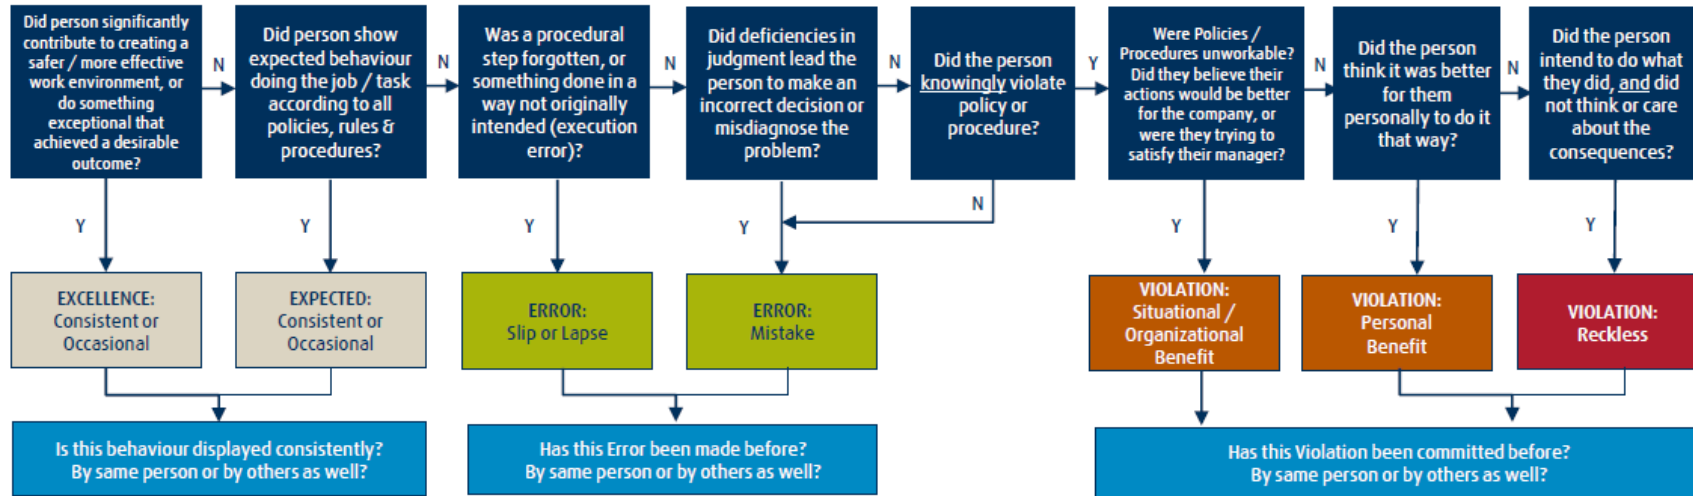 Did person significantly
contribute to creating a
safer / more effective
work environment, or
do something
exceptional that
achieved a desirable
outcome?
N
Did person show
expected behaviour
doing the job / task
according to all
policies, rules &
procedures?
N
Was a procedural
step forgotten, or
something done in a
way not originally
intended (execution
error)?
N
Did deficiencies in
judgment lead the
person to make an
incorrect decision or
misdiagnose the
problem?
N
Did the person
knowingly violate
policy or
procedure?
Y
Were Policies /
Procedures unworkable?
Did they believe their
actions would be better
for the company, or
were they trying to
satisfy their manager?
N
Did the person
think it was better
for them
personally to do it
that way?
N
Did the person
intend to do what
they did, and did
not think or care
about the
consequences?
Y
Y
Y
Y
N
Y
Y
Y
EXCELLENCE:
Consistent or
Occasional
EXPECTED:
Consistent or
Occasional
ERROR:
Slip or Lapse
ERROR:
Mistake
VIOLATION:
Situational /
Organizational
Benefit
VIOLATION:
Personal
Benefit
VIOLATION:
Reckless
Is this behaviour displayed consistently?
By same person or by others as well?
Has this Error been made before?
By same person or by others as well?
Has this Violation been committed before?
By same person or by others as well?